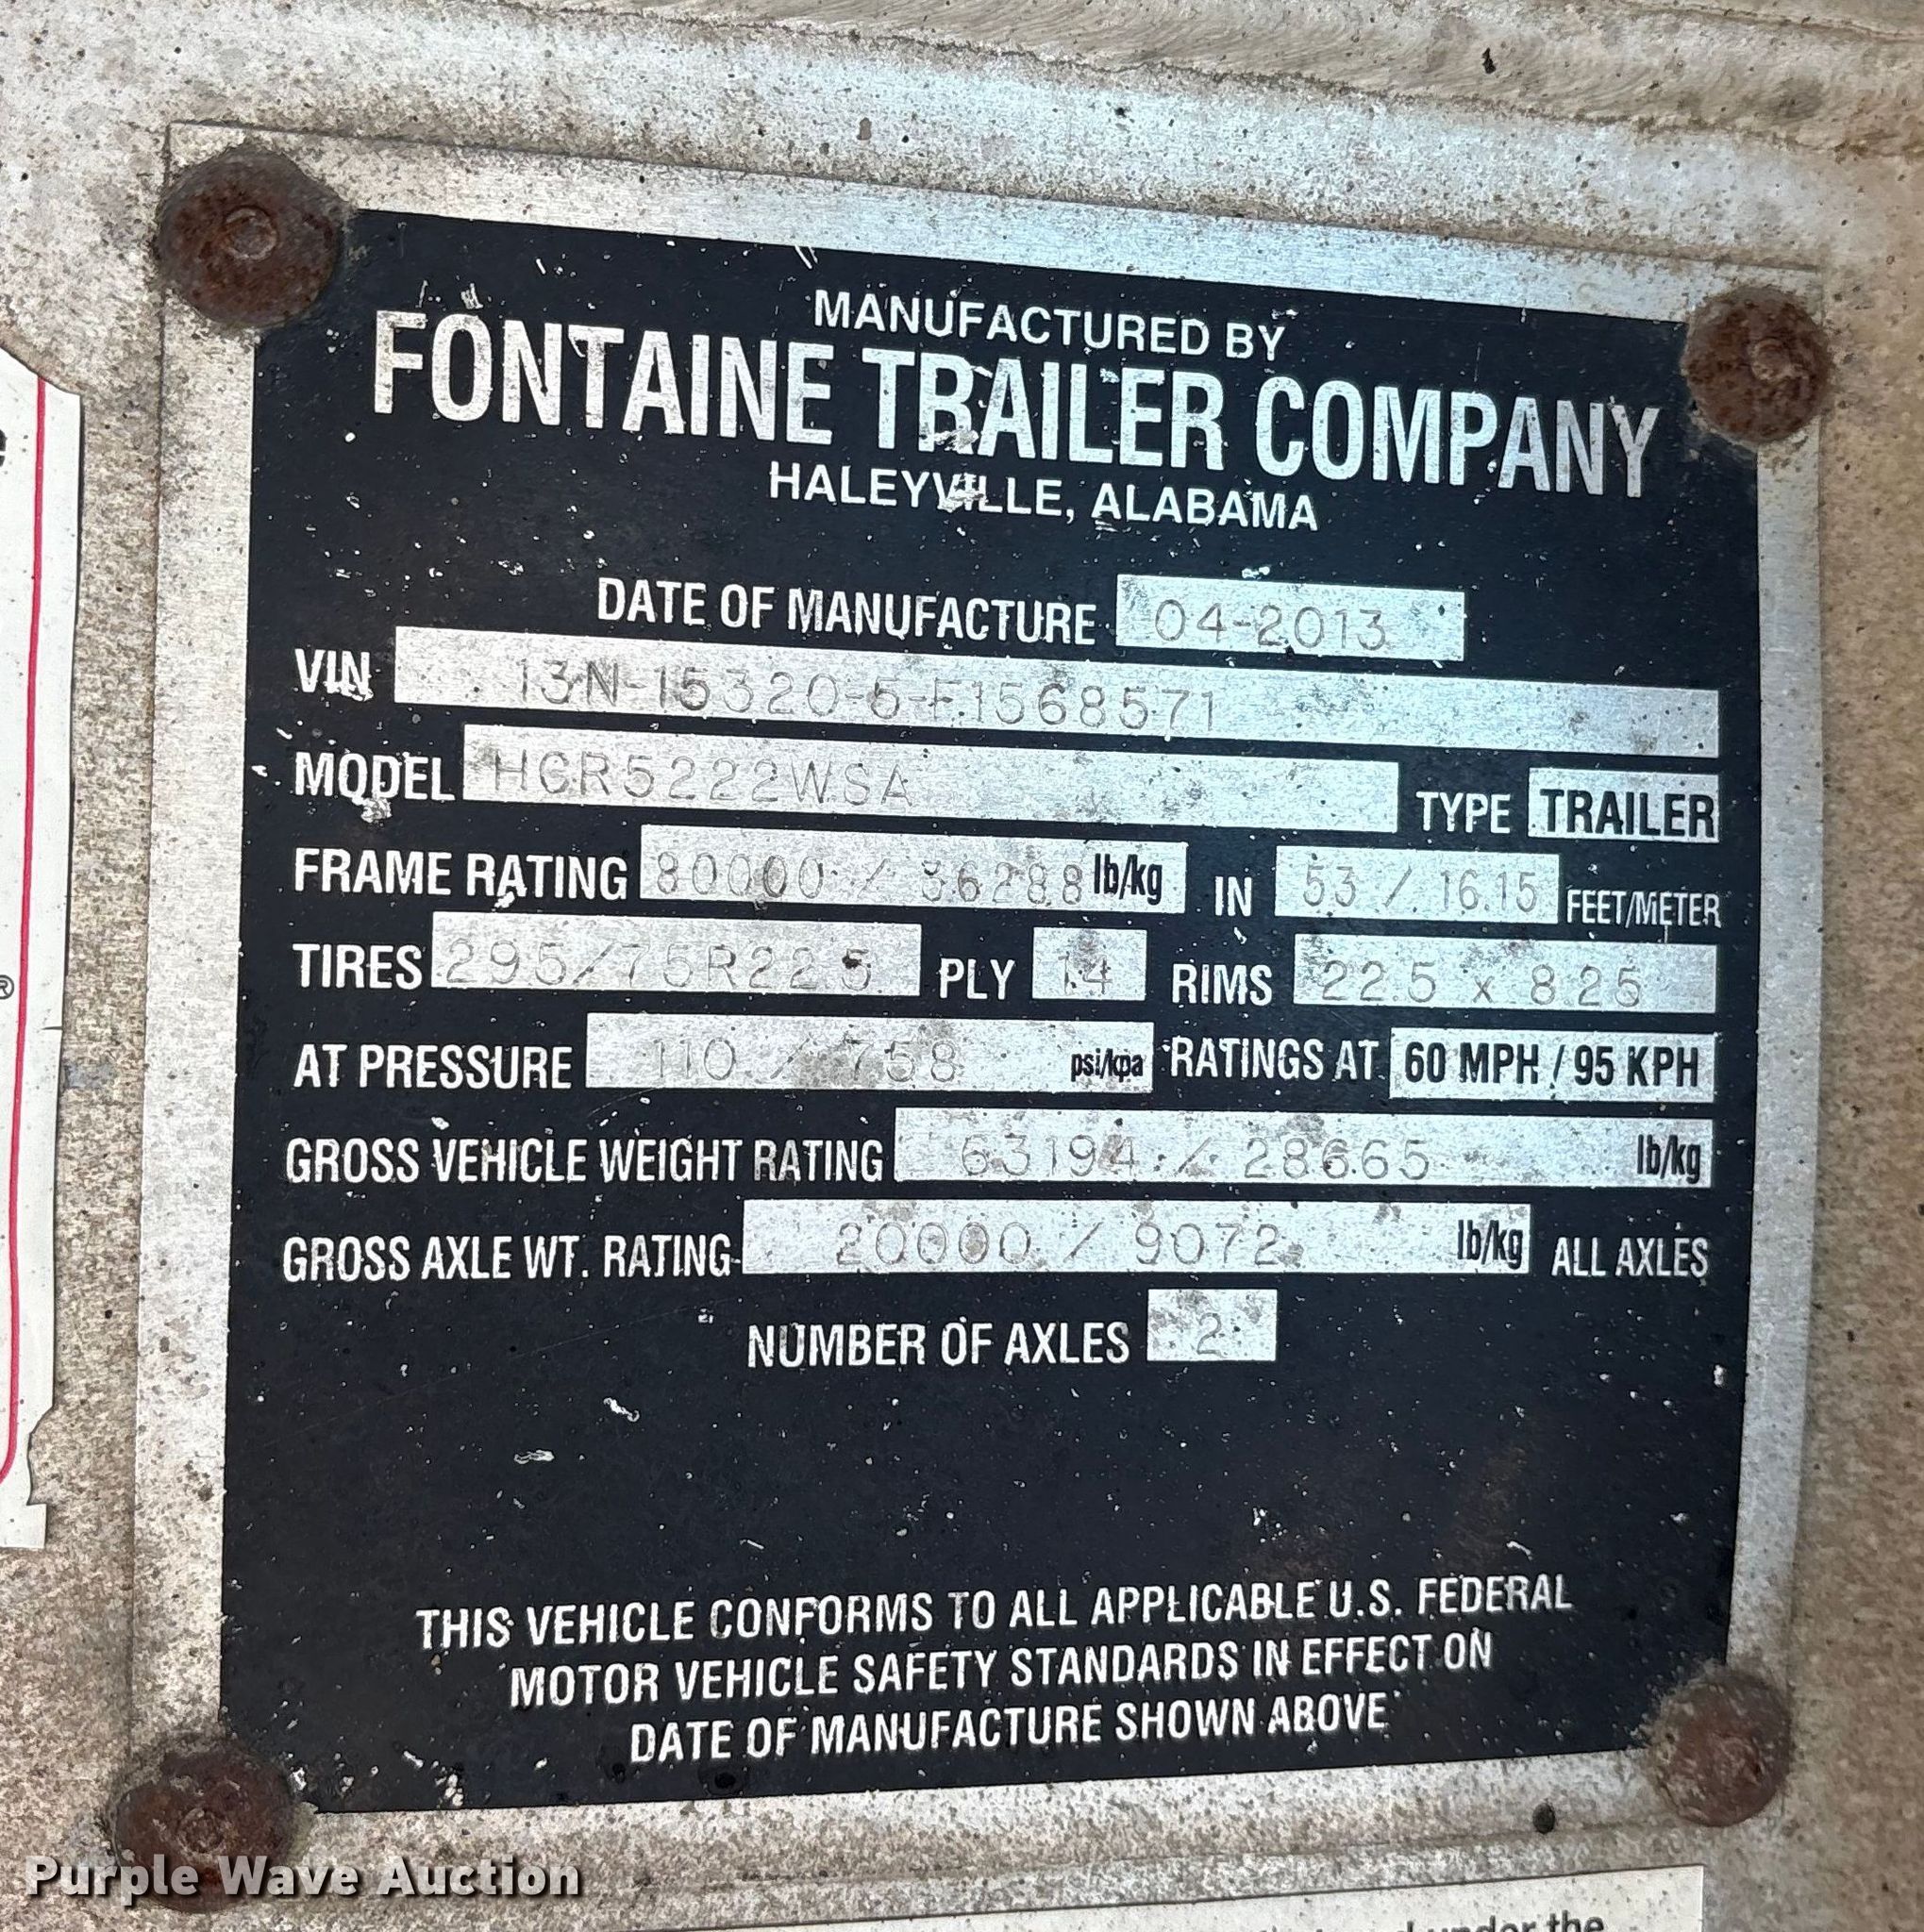 MANUFACTURED BY
FONTAINE TRAILER COMPANY
HALEYVILLE, ALABAMA
DATE OF MANUFACTURE 04-2013
VIN 13N-15320-5-F1568571
MODEL HCR5222WSA TYPE TRAILER
FRAME RATING 80000 / 36288 lb/kg IN 53 / 16.15 FEET/METER
TIRES 295/75R22.5 PLY 14 RIMS 22.5 x 8.25
AT PRESSURE 110 / 758 psi/kpa RATINGS AT 60 MPH / 95 KPH
GROSS VEHICLE WEIGHT RATING 63194 / 28665 lb/kg
GROSS AXLE WT. RATING 20000 / 9072 lb/kg ALL AXLES
NUMBER OF AXLES 2
THIS VEHICLE CONFORMS TO ALL APPLICABLE U.S. FEDERAL
MOTOR VEHICLE SAFETY STANDARDS IN EFFECT ON
DATE OF MANUFACTURE SHOWN ABOVE
®
Purple Wave Auction
under the